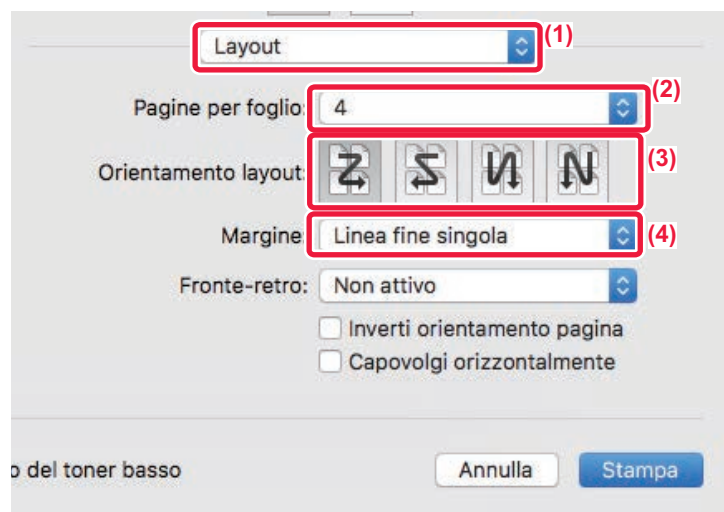 Layout (1)
Pagine per foglio: 4 (2)
Orientamento layout: (3)
Margine: Linea fine singola (4)
Fronte-retro: Non attivo
Inverti orientamento pagina
Capovolgi orizzontalmente
o del toner basso Annulla Stampa